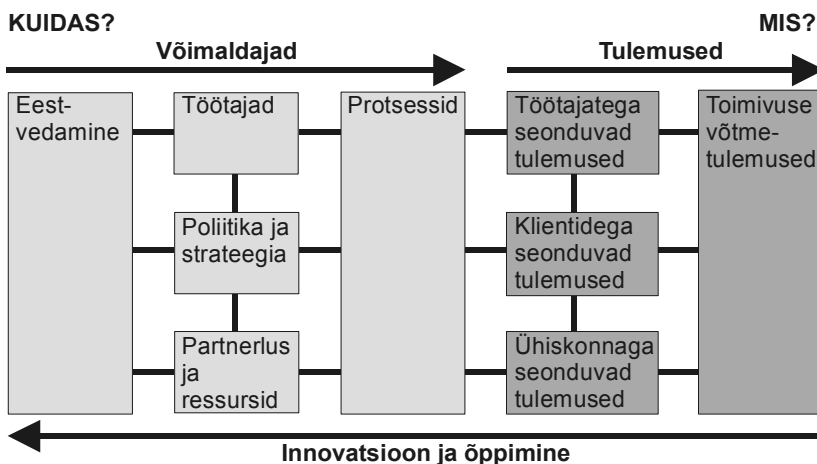 KUIDAS?
MIS?
Võimaldajad
Tulemused
Eest-
vedamine
Töötajad
Poliitika ja
strateegia
Partnerlus
ja
ressursid
Protsessid
Töötajatega
seonduvad
tulemused
Klientidega
seonduvad
tulemused
Ühiskonnaga
seonduvad
tulemused
Toimivuse
võtme-
tulemused
Innovatsioon ja õppimine